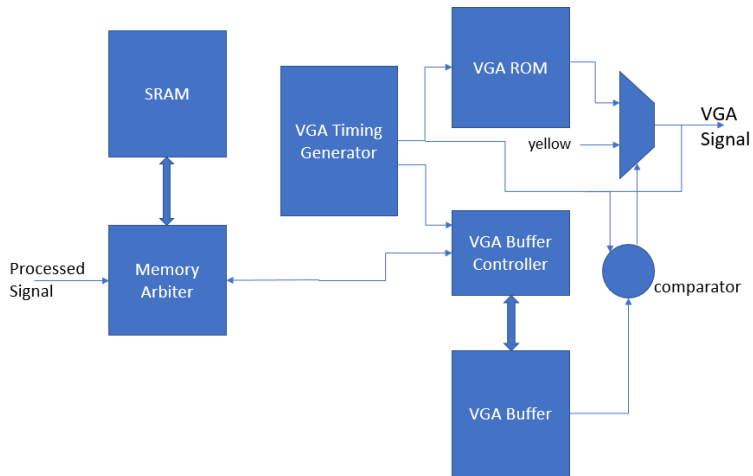 SRAM
VGA Timing
Generator
VGA ROM
yellow
VGA
Signal
Processed
Signal
Memory
Arbiter
VGA Buffer
Controller
comparator
VGA Buffer